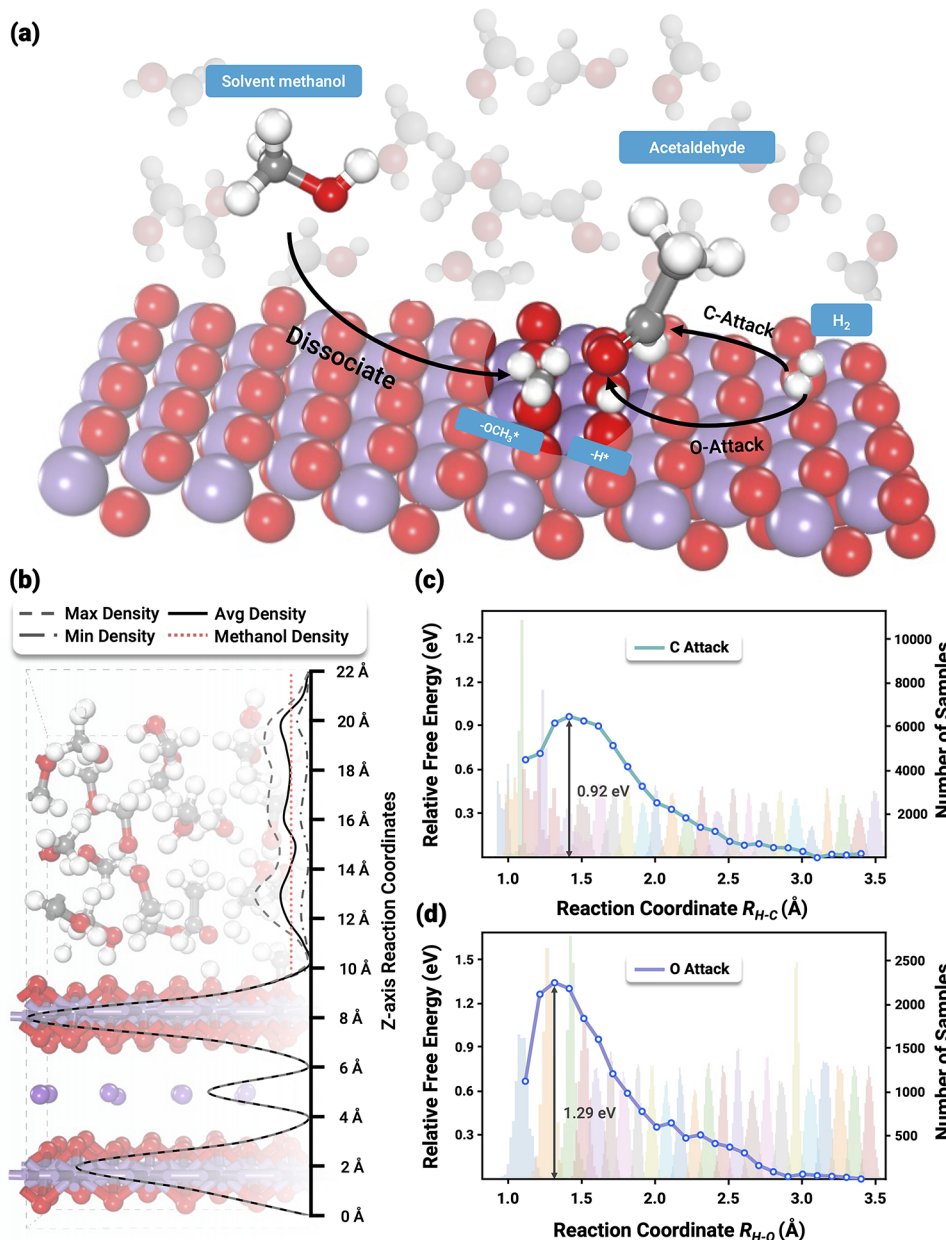 (a)
Solvent methanol
Acetaldehyde
H2
C-Attack
Dissociate
O-Attack
-OCH3*
-H*
(b)
Max Density
Avg Density
Min Density
Methanol Density
22 Å
20 Å
18 Å
16 Å
14 Å
12 Å
10 Å
8 Å
6 Å
4 Å
2 Å
0 Å
Z-axis Reaction Coordinates
(c)
C Attack
0.92 eV
Relative Free Energy (eV)
1.2
1.2
0.9
0.6
0.3
Number of Samples
10000
8000
6000
4000
2000
1.0 1.5 2.0 2.5 3.0 3.5
Reaction Coordinate RH-C (Å)
(d)
O Attack
1.29 eV
Relative Free Energy (eV)
1.5
1.2
0.9
0.6
0.3
Number of Samples
2500
2000
1500
1000
500
1.0 1.5 2.0 2.5 3.0 3.5
Reaction Coordinate RH-O (Å)